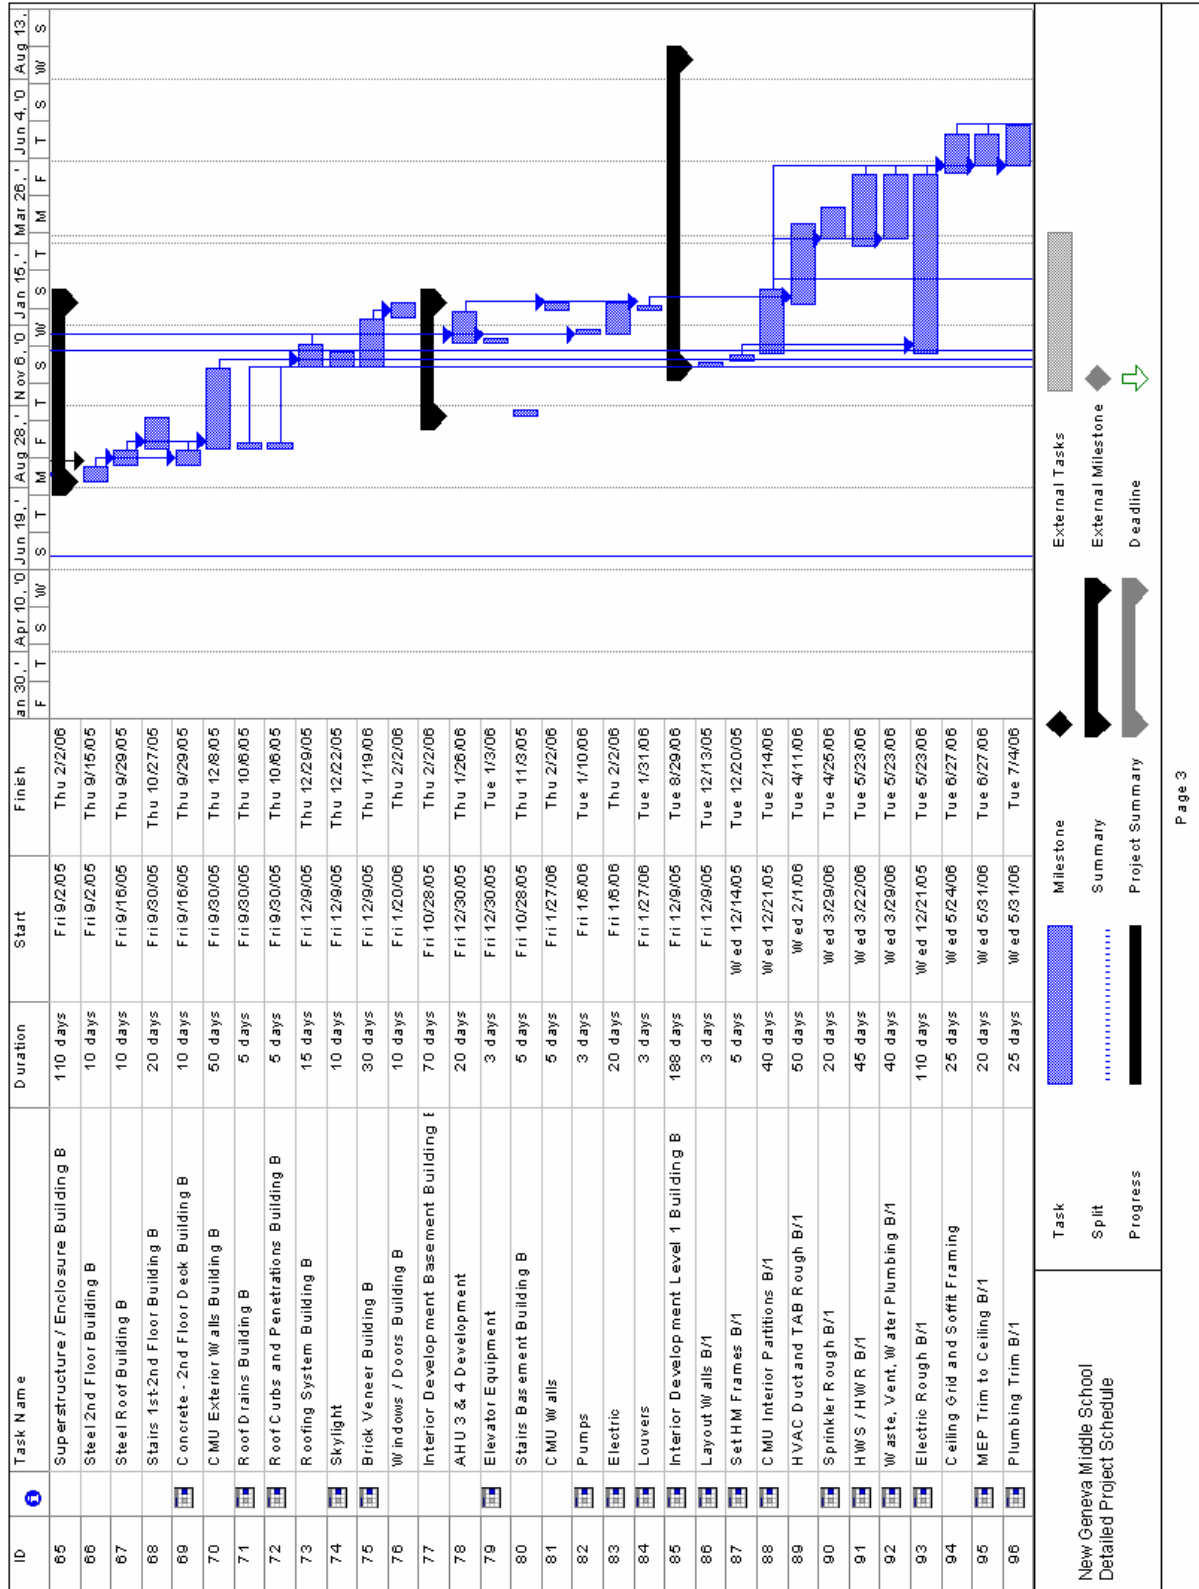 ID Task Name Duration Start Finish
an 30, ' Apr 10, '0 Jun 19, ' Aug 28, ' Nov 6, '0 Jan 15, ' Mar 26, ' Jun 4, '0 Aug 13,
F T S W S T M F T S W S T M F T S W S
65 Superstructure / Enclosure Building B 110 days Fri 9/2/05 Thu 2/2/06
66 Steel 2nd Floor Building B 10 days Fri 9/2/05 Thu 9/15/05
67 Steel Roof Building B 10 days Fri 9/16/05 Thu 9/29/05
68 Stairs 1st-2nd Floor Building B 20 days Fri 9/30/05 Thu 10/27/05
69 Concrete - 2nd Floor Deck Building B 10 days Fri 9/16/05 Thu 9/29/05
70 CMU Exterior Walls Building B 50 days Fri 9/30/05 Thu 12/8/05
71 Roof Drains Building B 5 days Fri 9/30/05 Thu 10/6/05
72 Roof Curbs and Penetrations Building B 5 days Fri 9/30/05 Thu 10/6/05
73 Roofing System Building B 15 days Fri 12/9/05 Thu 12/29/05
74 Skylight 10 days Fri 12/9/05 Thu 12/22/05
75 Brick Veneer Building B 30 days Fri 12/9/05 Thu 1/19/06
76 Windows / Doors Building B 10 days Fri 1/20/06 Thu 2/2/06
77 Interior Development Basement Building 70 days Fri 10/28/05 Thu 2/2/06
78 AHU 3 & 4 Development 20 days Fri 12/30/05 Thu 1/26/06
79 Elevator Equipment 3 days Fri 12/30/05 Tue 1/3/06
80 Stairs Basement Building B 5 days Fri 10/28/05 Thu 11/3/05
81 CMU Walls 5 days Fri 1/27/06 Thu 2/2/06
82 Pumps 3 days Fri 1/6/06 Tue 1/10/06
83 Electric 20 days Fri 1/6/06 Thu 2/2/06
84 Louvers 3 days Fri 1/27/06 Tue 1/31/06
85 Interior Development Level 1 Building B 188 days Fri 12/9/05 Tue 8/29/06
86 Layout Walls B/1 3 days Fri 12/9/05 Tue 12/13/05
87 Set HM Frames B/1 5 days Wed 12/14/05 Tue 12/20/05
88 CMU Interior Partitions B/1 40 days Wed 12/21/05 Tue 2/14/06
89 HVAC Duct and TAB Rough B/1 50 days Wed 2/1/06 Tue 4/11/06
90 Sprinkler Rough B/1 20 days Wed 3/29/06 Tue 4/25/06
91 HWS / HWR B/1 45 days Wed 3/22/06 Tue 5/23/06
92 Waste, Vent, Water Plumbing B/1 40 days Wed 3/29/06 Tue 5/23/06
93 Electric Rough B/1 110 days Wed 12/21/05 Tue 5/23/06
94 Ceiling Grid and Soffit Framing 25 days Wed 5/24/06 Tue 6/27/06
95 MEP Trim to Ceiling B/1 20 days Wed 5/31/06 Tue 6/27/06
96 Plumbing Trim B/1 25 days Wed 5/31/06 Tue 7/4/06
New Geneva Middle School
Detailed Project Schedule
Task Milestone External Tasks
Split Summary External Milestone
Progress Project Summary Deadline
Page 3